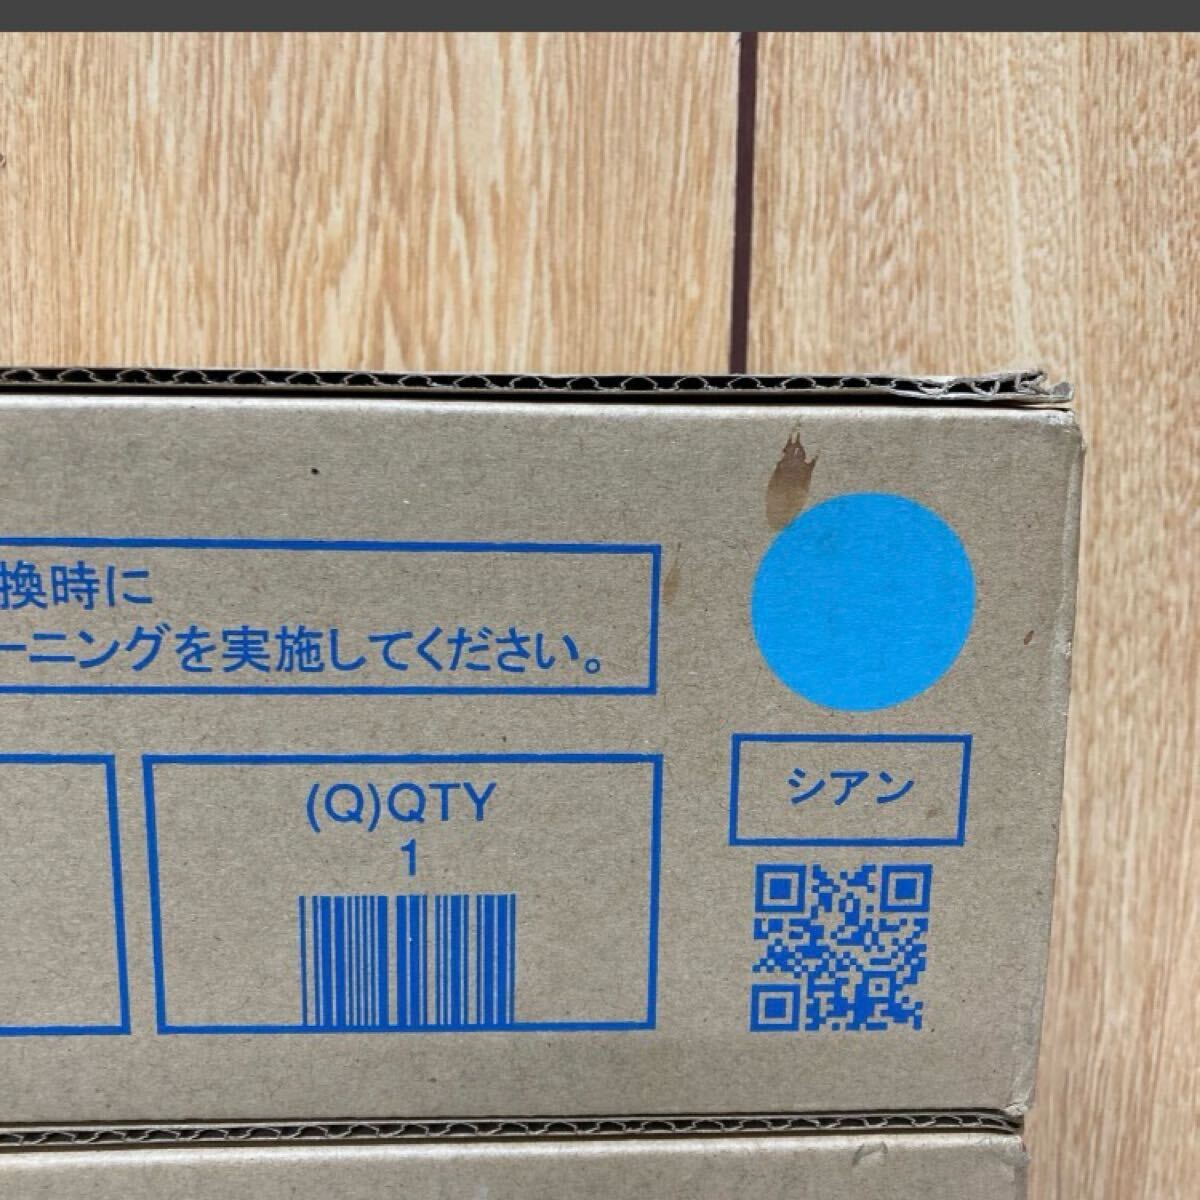 換時に
ーニングを実施してください。
(Q)QTY
1
シアン